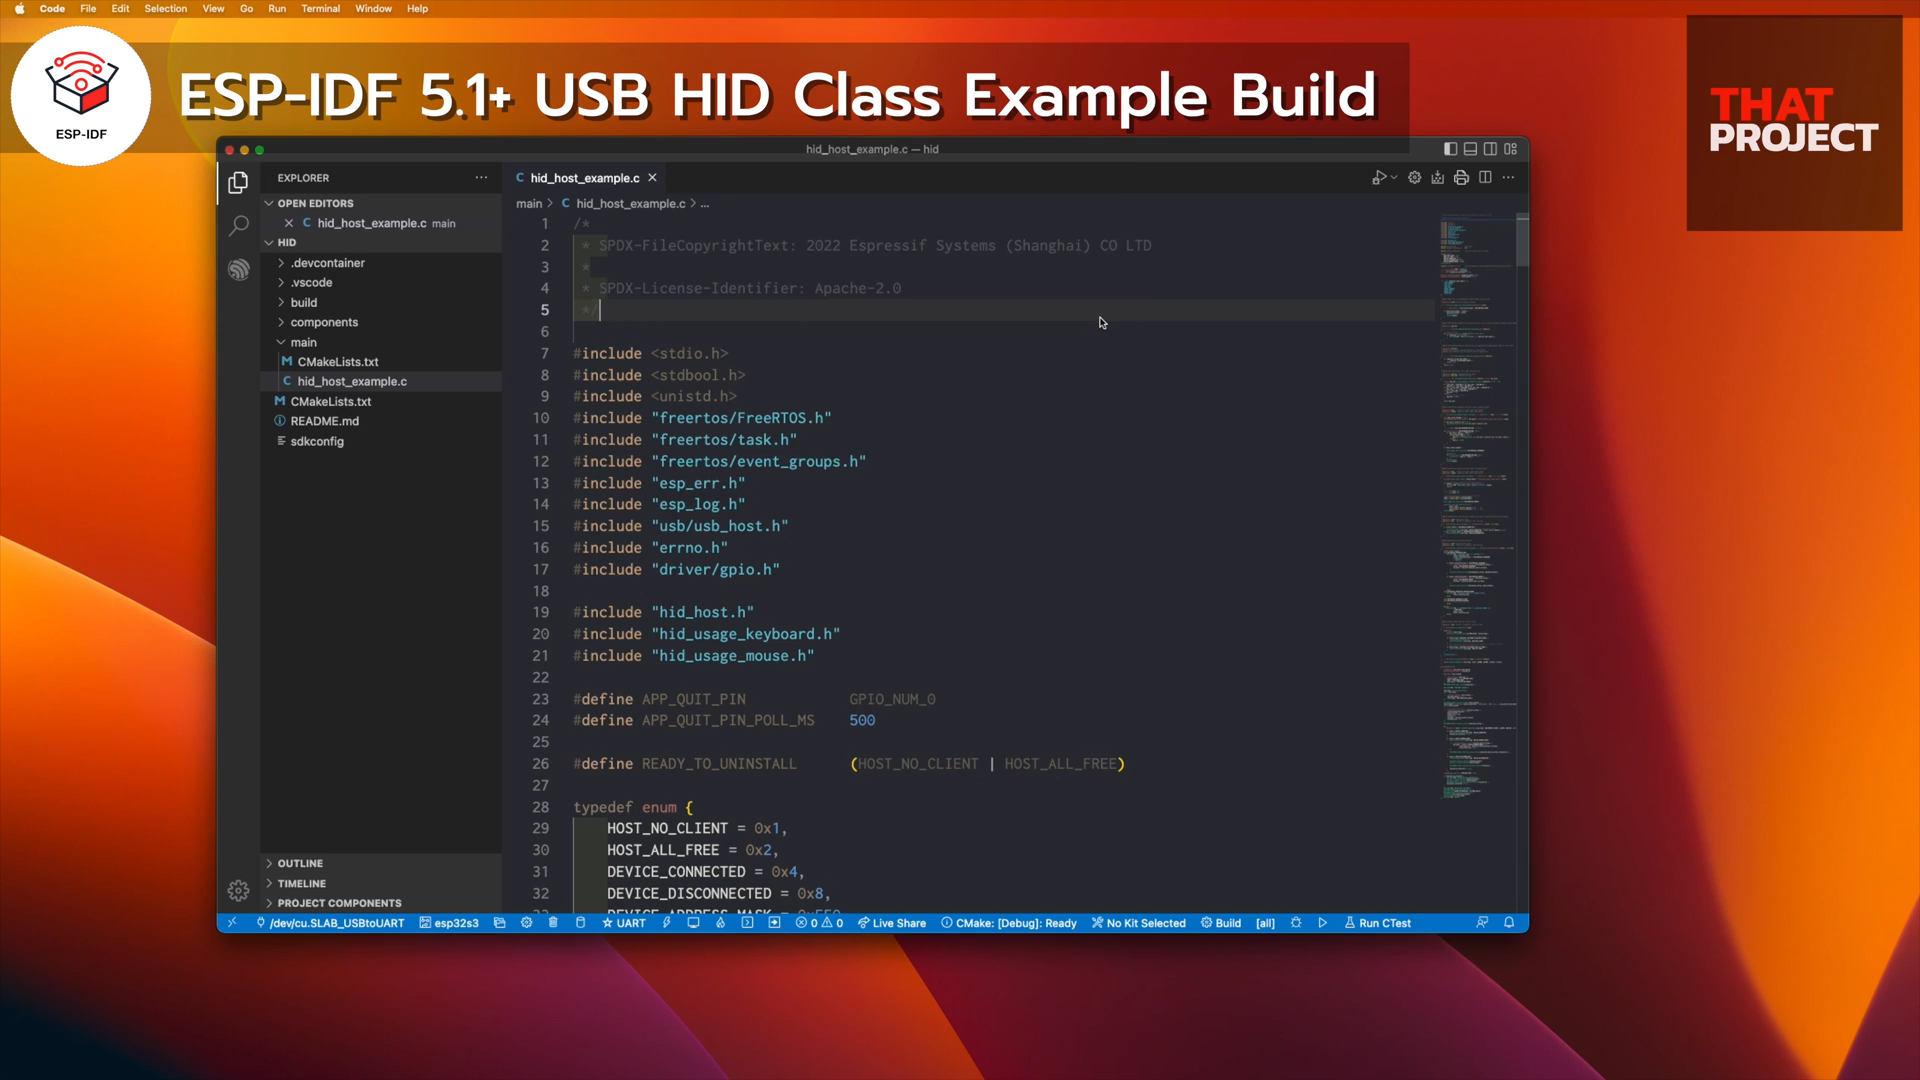 Code File Edit Selection View Go Run Terminal Window Help
ESP-IDF
ESP-IDF 5.1+ USB HID Class Example Build
THAT
PROJECT
hid_host_example.c — hid
EXPLORER
OPEN EDITORS
hid_host_example.c main
HID
.devcontainer
.vscode
build
components
main
CMakeLists.txt
hid_host_example.c
CMakeLists.txt
README.md
sdkconfig
OUTLINE
TIMELINE
PROJECT COMPONENTS
C hid_host_example.c
main > C hid_host_example.c > ...
1 /*
2 * SPDX-FileCopyrightText: 2022 Espressif Systems (Shanghai) CO LTD
3 *
4 * SPDX-License-Identifier: Apache-2.0
5 */
6
7 #include <stdio.h>
8 #include <stdbool.h>
9 #include <unistd.h>
10 #include "freertos/FreeRTOS.h"
11 #include "freertos/task.h"
12 #include "freertos/event_groups.h"
13 #include "esp_err.h"
14 #include "esp_log.h"
15 #include "usb/usb_host.h"
16 #include "errno.h"
17 #include "driver/gpio.h"
18
19 #include "hid_host.h"
20 #include "hid_usage_keyboard.h"
21 #include "hid_usage_mouse.h"
22
23 #define APP_QUIT_PIN GPIO_NUM_0
24 #define APP_QUIT_PIN_POLL_MS 500
25
26 #define READY_TO_UNINSTALL (HOST_NO_CLIENT | HOST_ALL_FREE)
27
28 typedef enum {
29 HOST_NO_CLIENT = 0x1,
30 HOST_ALL_FREE = 0x2,
31 DEVICE_CONNECTED = 0x4,
32 DEVICE_DISCONNECTED = 0x8,
/dev/cu.SLAB_USBtoUART esp32s3 UART 0 0 Live Share CMake: [Debug]: Ready No Kit Selected Build [all] Run CTest